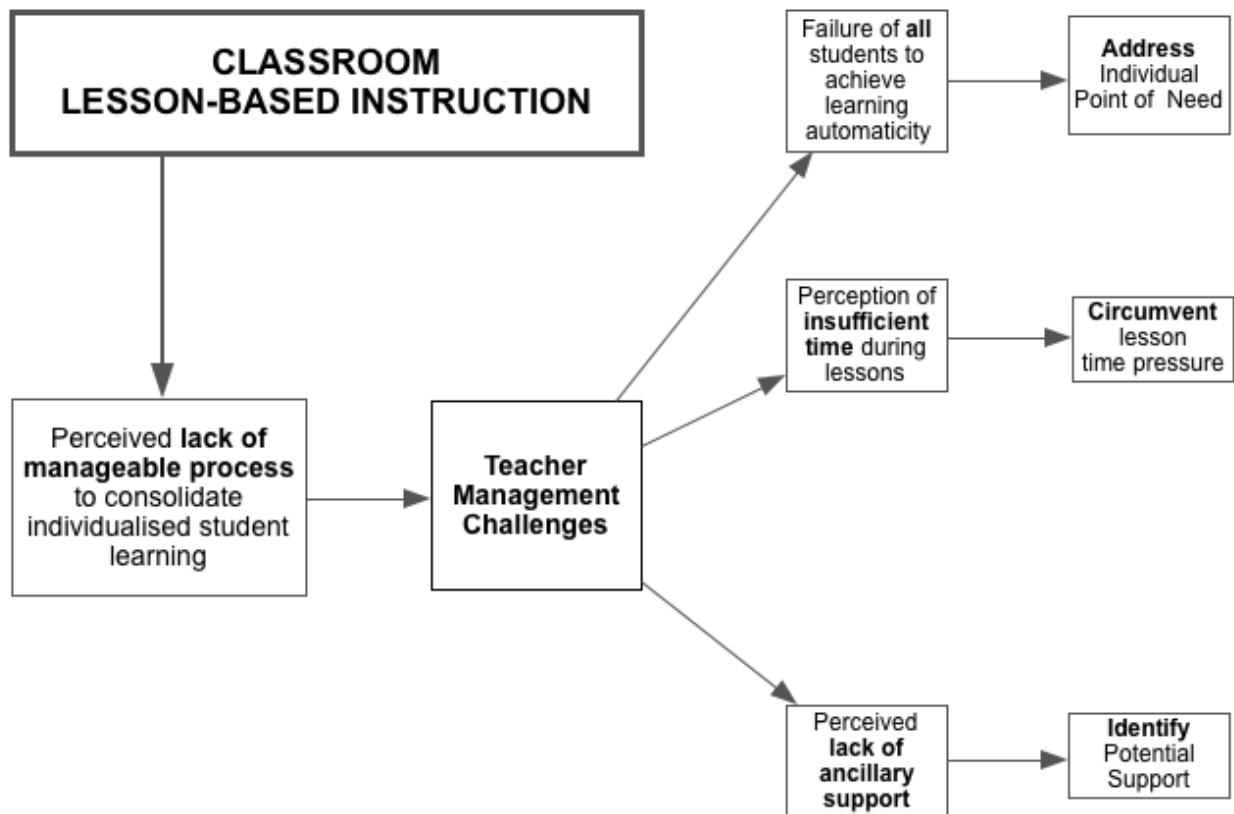 CLASSROOM
LESSON-BASED INSTRUCTION
Perceived lack of
manageable process
to consolidate
individualised student
learning
Teacher
Management
Challenges
Failure of all
students to
achieve
learning
automaticity
Address
Individual
Point of Need
Perception of
insufficient
time during
lessons
Circumvent
lesson
time pressure
Perceived
lack of
ancillary
support
Identify
Potential
Support